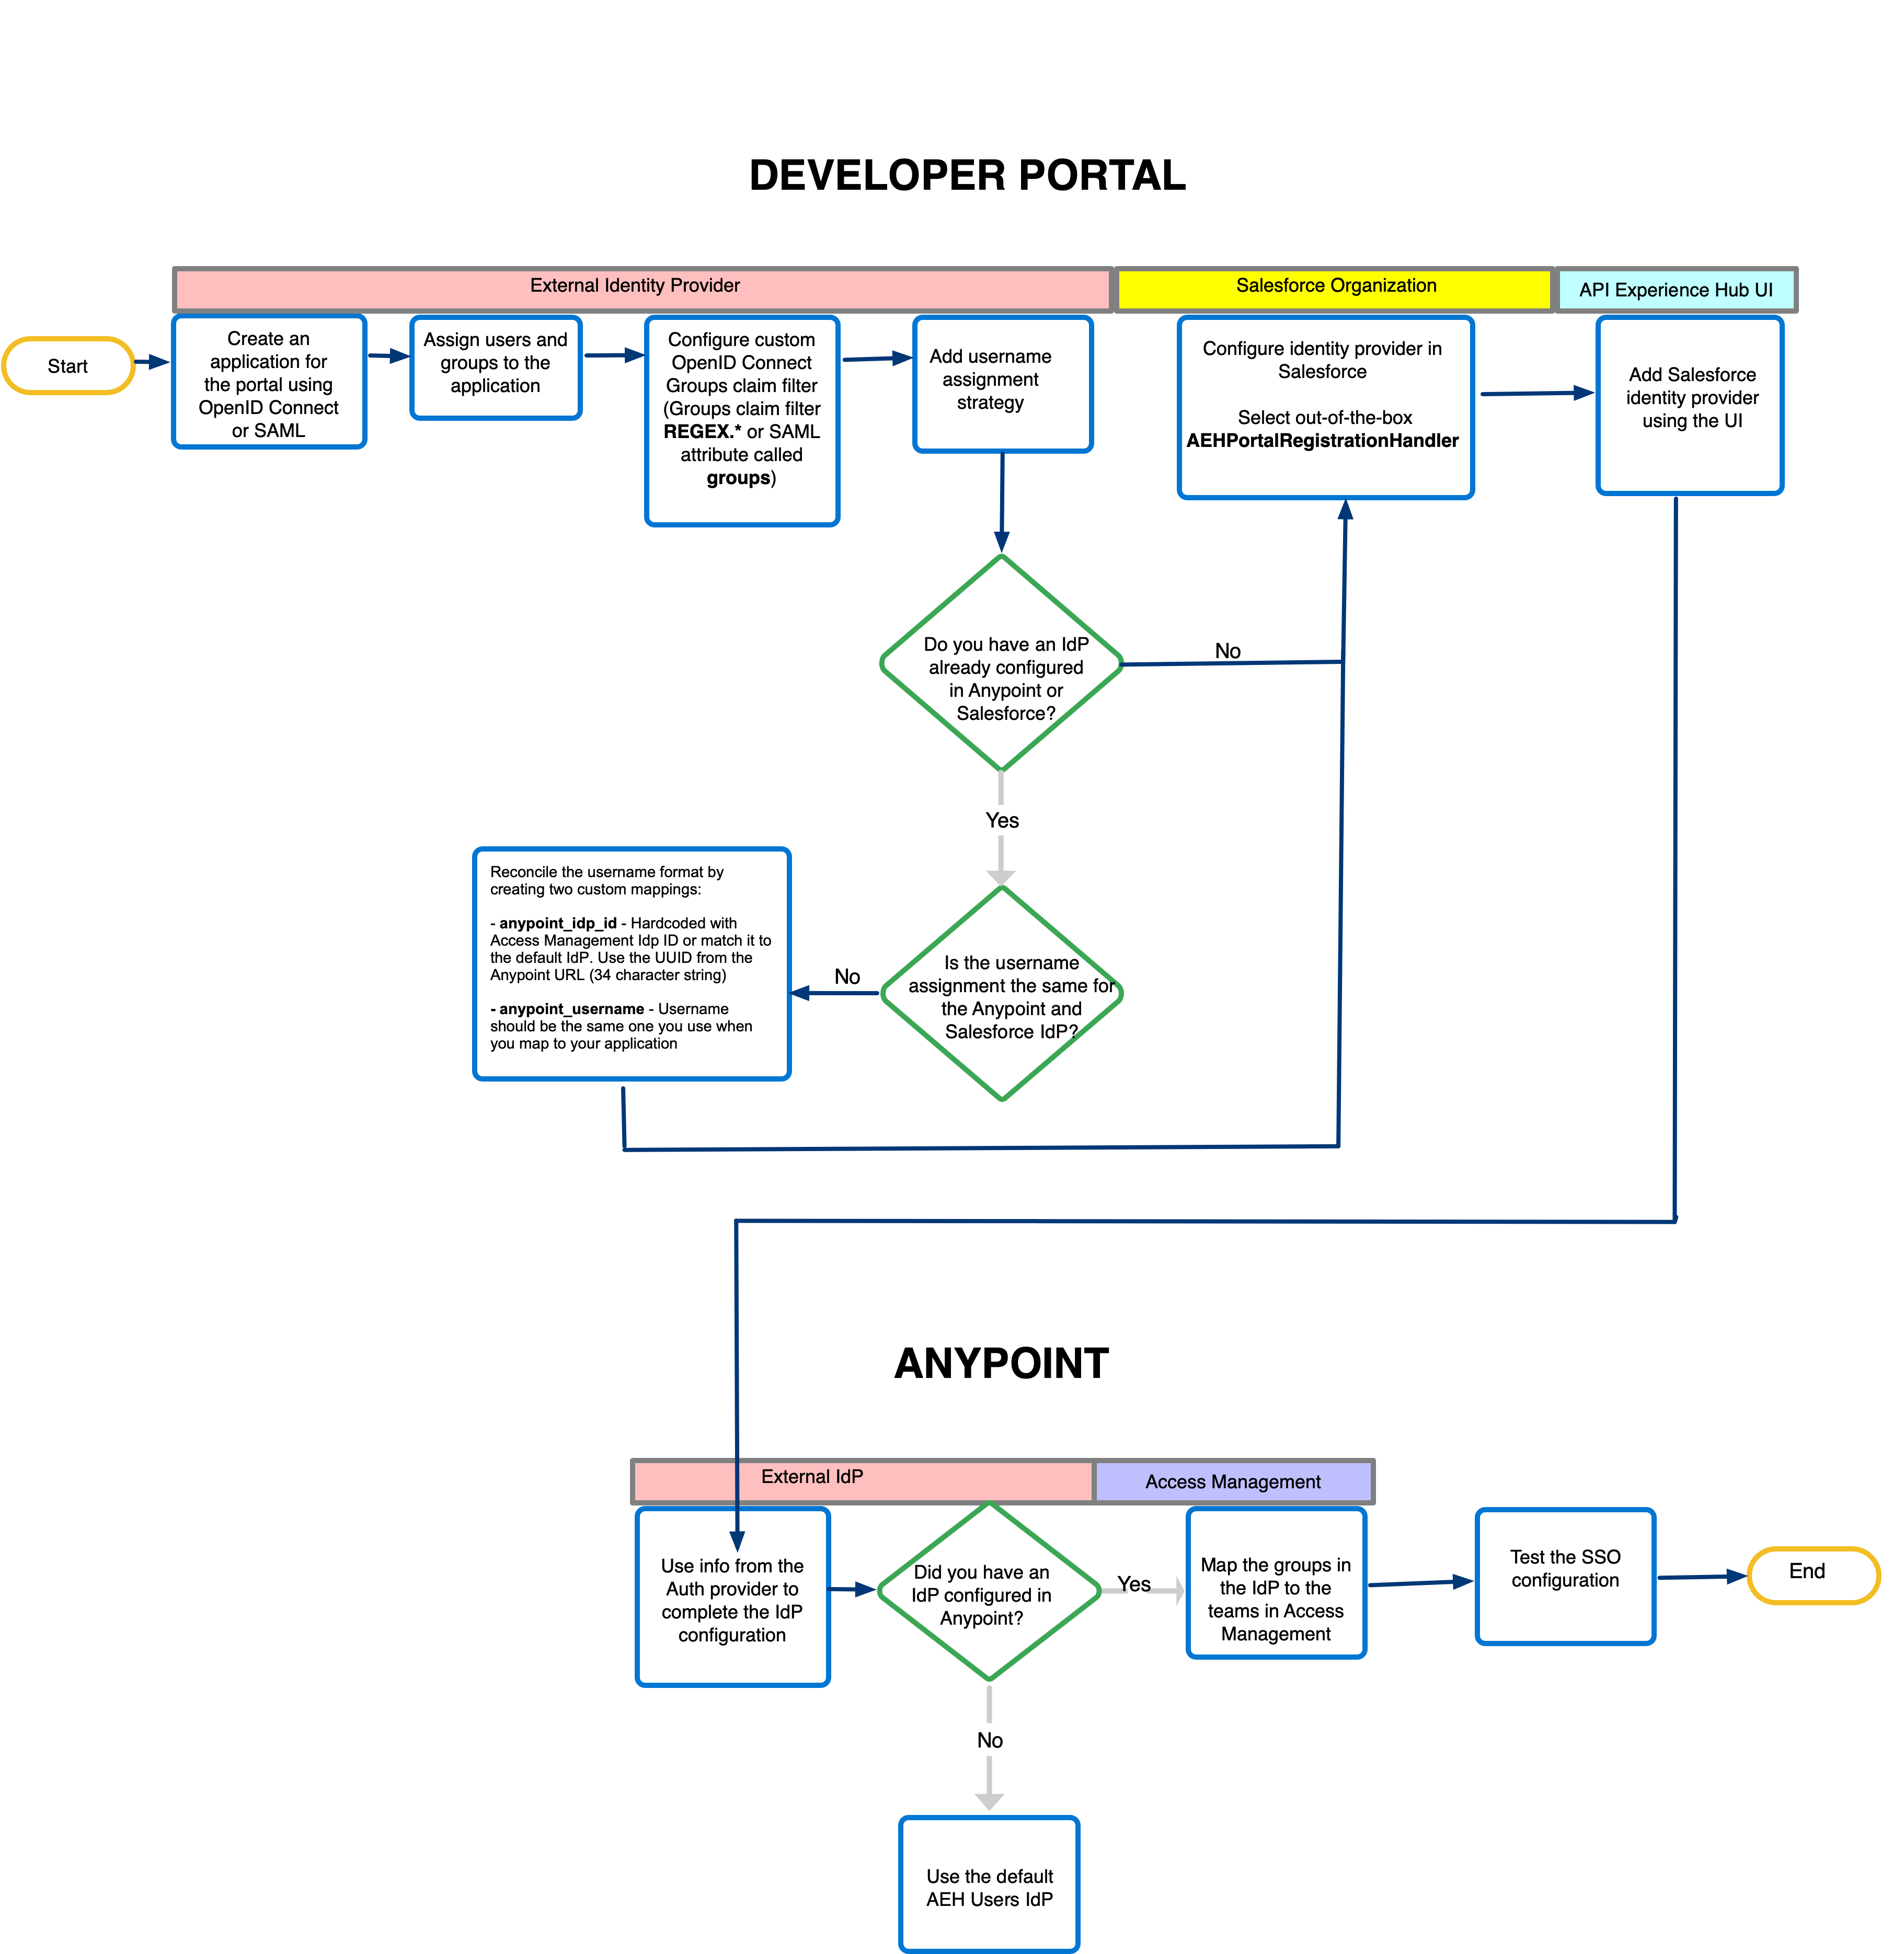 DEVELOPER PORTAL
External Identity Provider
Salesforce Organization
API Experience Hub UI
Start
Create an
application for
the portal using
OpenID Connect
or SAML
Assign users and
groups to the
application
Configure custom
OpenID Connect
Groups claim filter
(Groups claim filter
REGEX.* or SAML
attribute called
groups)
Add username
assignment
strategy
Configure identity provider in
Salesforce
Select out-of-the-box
AEHPortalRegistrationHandler
Add Salesforce
identity provider
using the UI
Do you have an IdP
already configured
in Anypoint or
Salesforce?
No
Yes
Reconcile the username format by
creating two custom mappings:
- anypoint_idp_id - Hardcoded with
Access Management Idp ID or match it to
the default IdP. Use the UUID from the
Anypoint URL (34 character string)
- anypoint_username - Username
should be the same one you use when
you map to your application
No
Is the username
assignment the same for
the Anypoint and
Salesforce IdP?
ANYPOINT
External IdP
Access Management
Use info from the
Auth provider to
complete the IdP
configuration
Did you have an
IdP configured in
Anypoint?
Yes
Map the groups in
the IdP to the
teams in Access
Management
Test the SSO
configuration
End
No
Use the default
AEH Users IdP